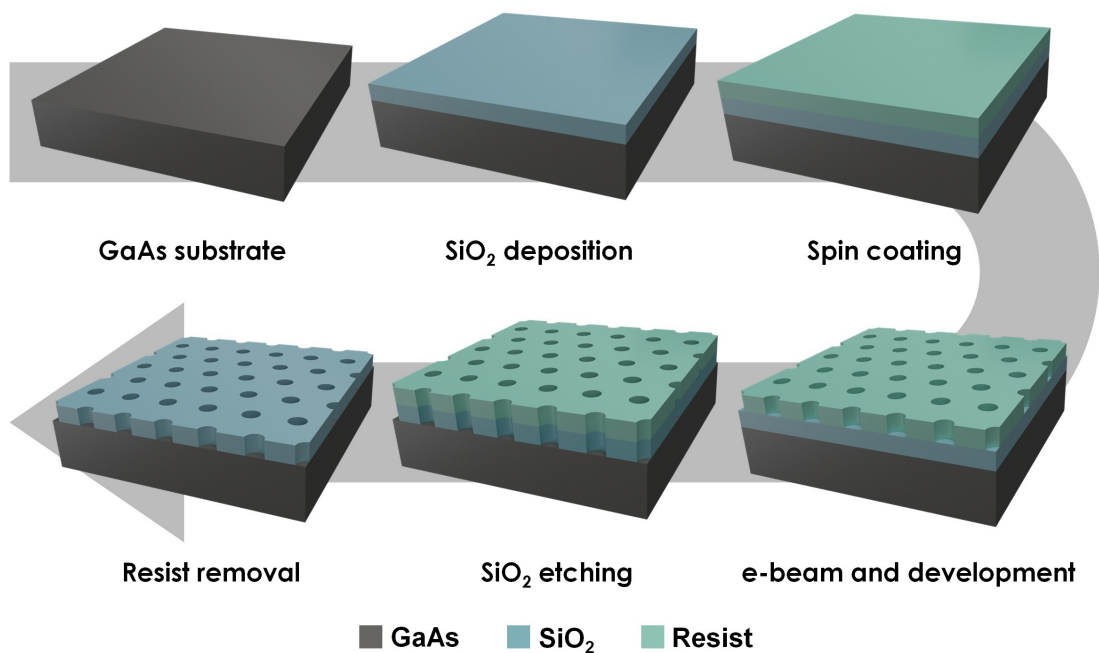 GaAs substrate
SiO₂ deposition
Spin coating
Resist removal
SiO₂ etching
e-beam and development
GaAs
SiO₂
Resist